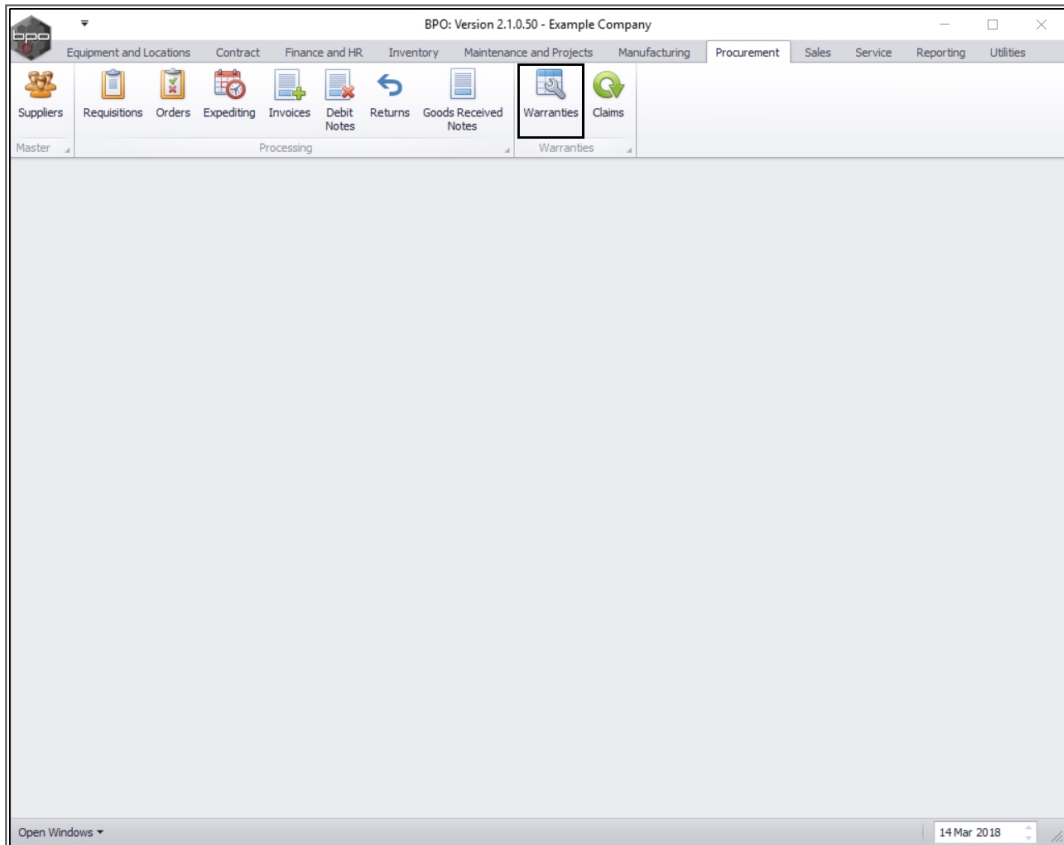 BPO: Version 2.1.0.50 - Example Company
bpo
Equipment and Locations Contract Finance and HR Inventory Maintenance and Projects Manufacturing Procurement Sales Service Reporting Utilities
Suppliers Requisitions Orders Expediting Invoices Debit Notes Returns Goods Received Notes Warranties Claims
Master Processing Warranties
Open Windows 14 Mar 2018